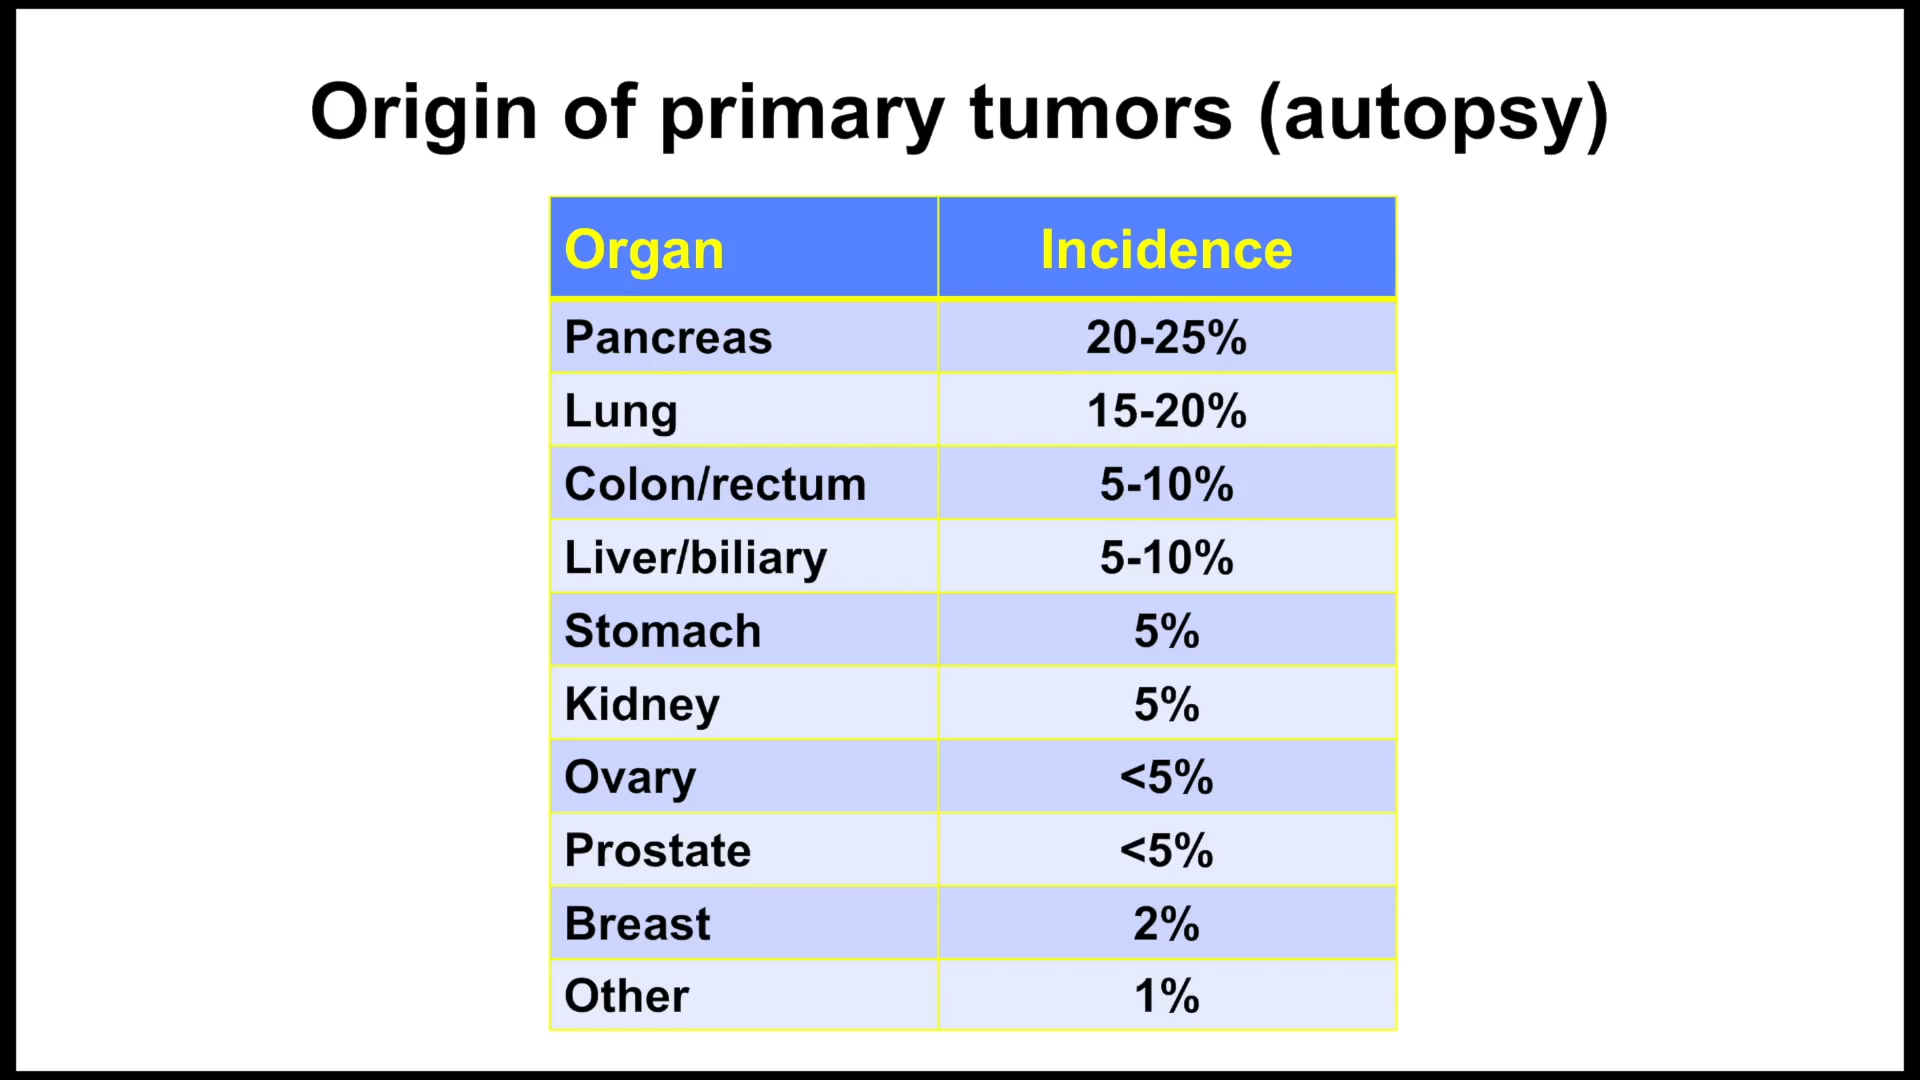 Origin of primary tumors (autopsy)
Organ Incidence
Pancreas 20-25%
Lung 15-20%
Colon/rectum 5-10%
Liver/biliary 5-10%
Stomach 5%
Kidney 5%
Ovary <5%
Prostate <5%
Breast 2%
Other 1%